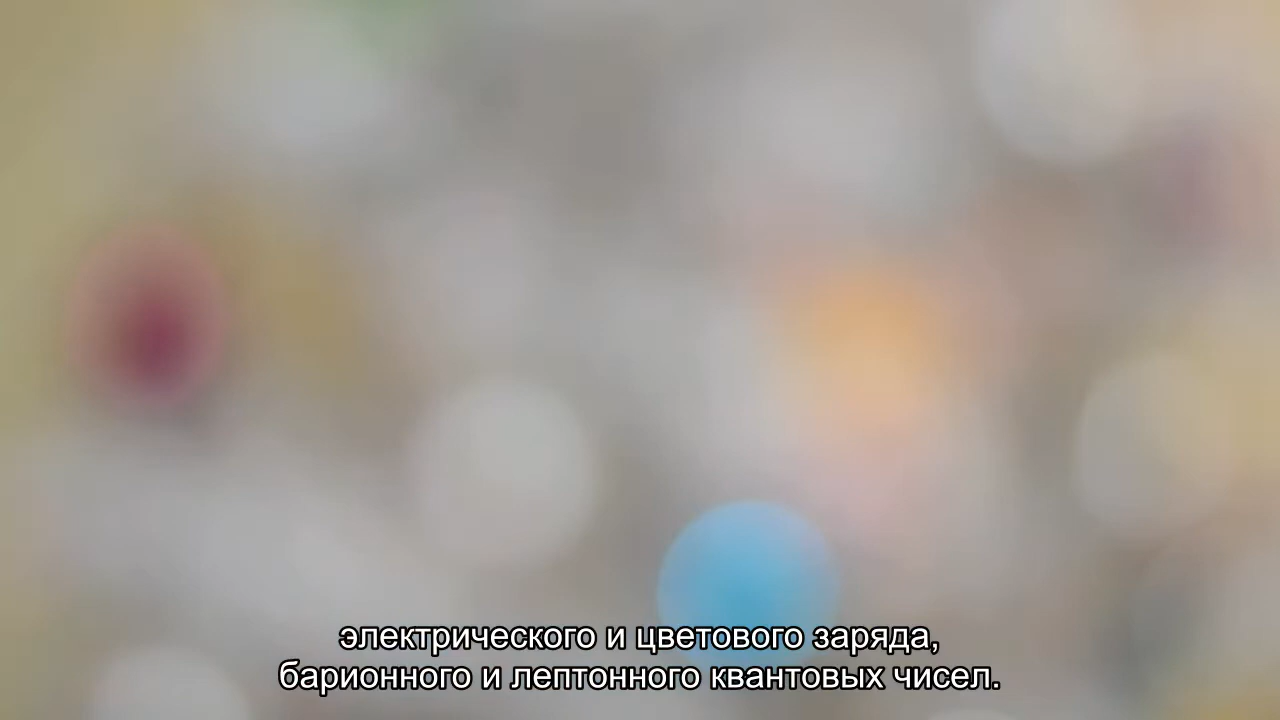 электрического и цветового заряда,
барионного и лептонного квантовых чисел.